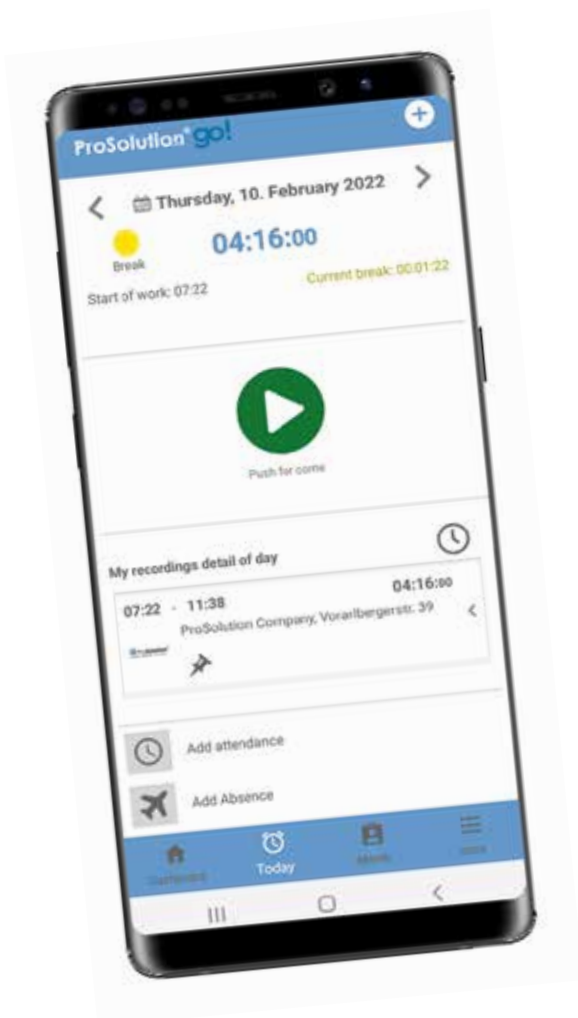 ProSolution® go!
Thursday, 10. February 2022
Break
04:16:00
Start of work: 07:22
Current break: 00:01:22
Push for come
My recordings detail of day
07:22 - 11:38
04:16:00
ProSolution Company, Vorarlbergerstr. 39
Add attendance
Add Absence
Dashboard
Today